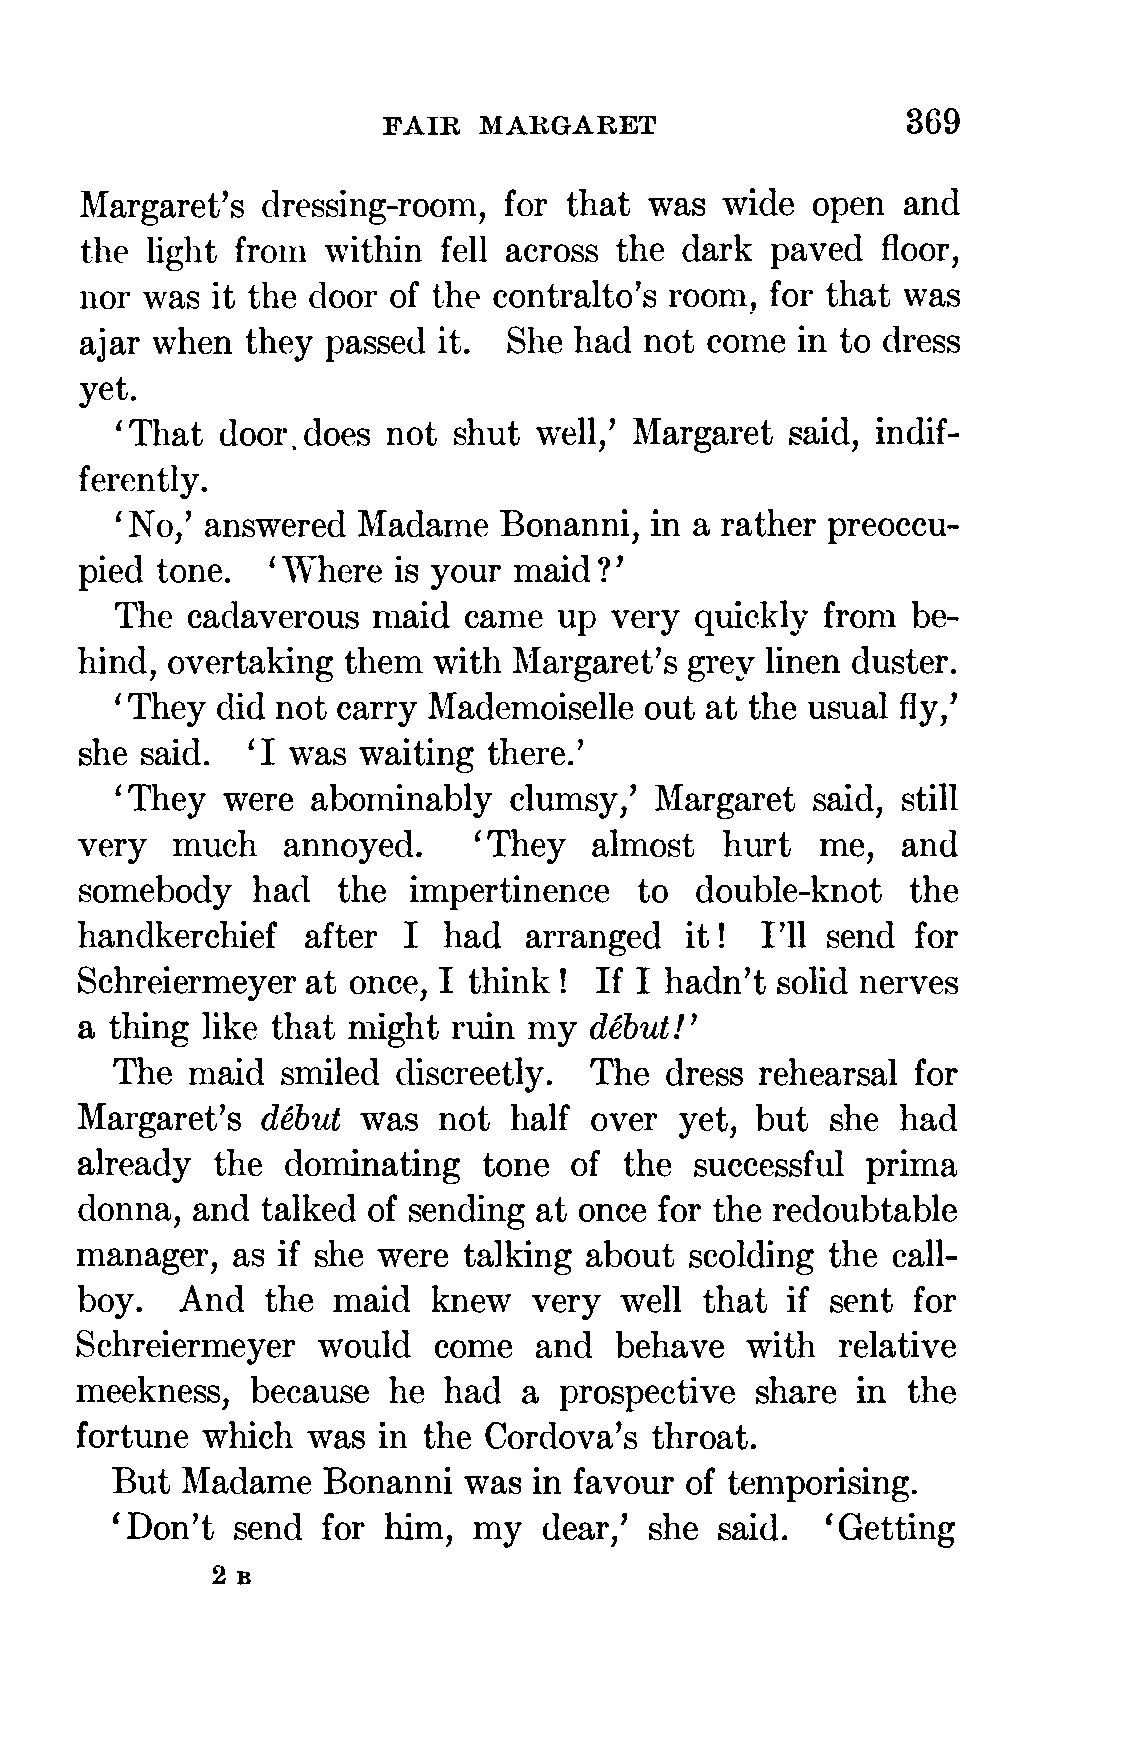 FAIR MARGARET 369
Margaret's dressing-room, for that was wide open and
the light from within fell across the dark paved floor,
nor was it the door of the contralto's room, for that was
ajar when they passed it. She had not come in to dress
yet.
'That door does not shut well,' Margaret said, indif-
ferently.
'No,' answered Madame Bonanni, in a rather preoccu-
pied tone. 'Where is your maid?'
The cadaverous maid came up very quickly from be-
hind, overtaking them with Margaret's grey linen duster.
'They did not carry Mademoiselle out at the usual fly,'
she said. 'I was waiting there.'
'They were abominably clumsy,' Margaret said, still
very much annoyed. 'They almost hurt me, and
somebody had the impertinence to double-knot the
handkerchief after I had arranged it! I'll send for
Schreiermeyer at once, I think! If I hadn't solid nerves
a thing like that might ruin my début!'
The maid smiled discreetly. The dress rehearsal for
Margaret's début was not half over yet, but she had
already the dominating tone of the successful prima
donna, and talked of sending at once for the redoubtable
manager, as if she were talking about scolding the call-
boy. And the maid knew very well that if sent for
Schreiermeyer would come and behave with relative
meekness, because he had a prospective share in the
fortune which was in the Cordova's throat.
But Madame Bonanni was in favour of temporising.
'Don't send for him, my dear,' she said. 'Getting
2 B